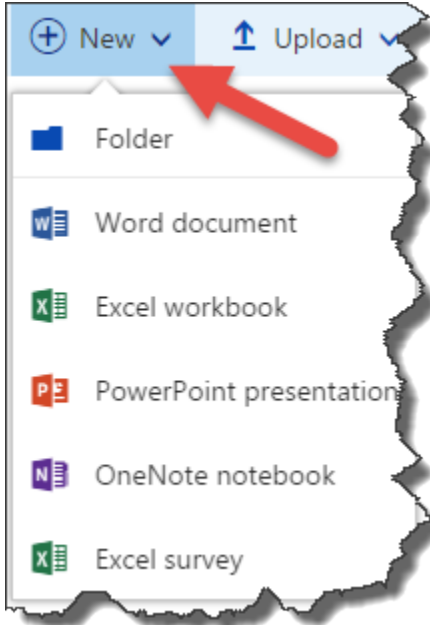 New Upload
Folder
Word document
Excel workbook
PowerPoint presentation
OneNote notebook
Excel survey